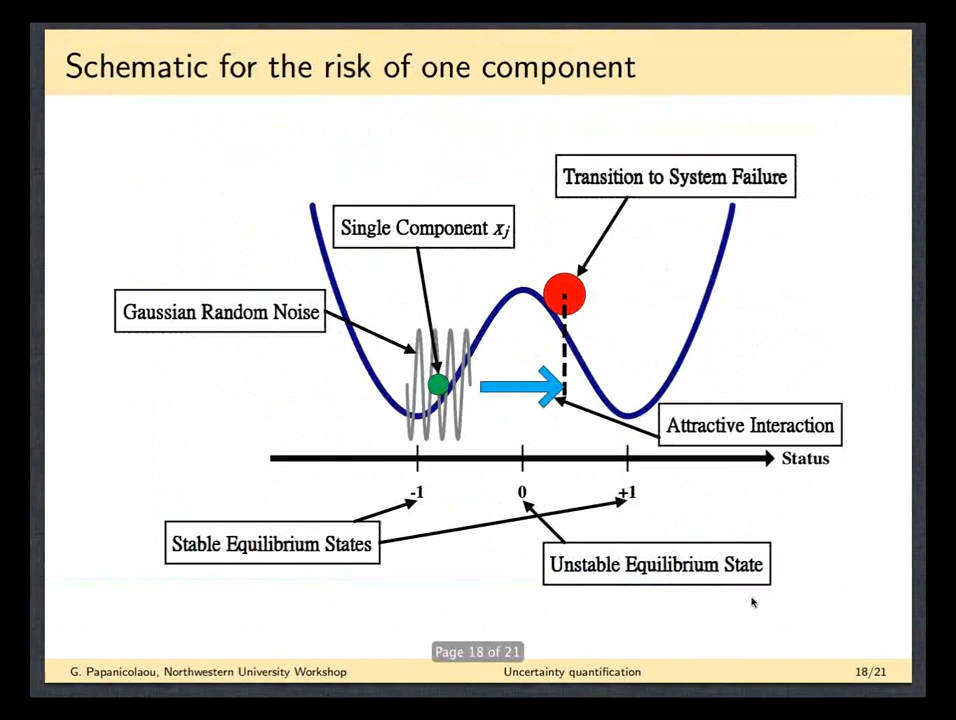 Schematic for the risk of one component
Transition to System Failure
Single Component xj
Gaussian Random Noise
Attractive Interaction
Status
-1
0
+1
Stable Equilibrium States
Unstable Equilibrium State
Page 18 of 21
G. Papanicolaou, Northwestern University Workshop
Uncertainty quantification
18/21